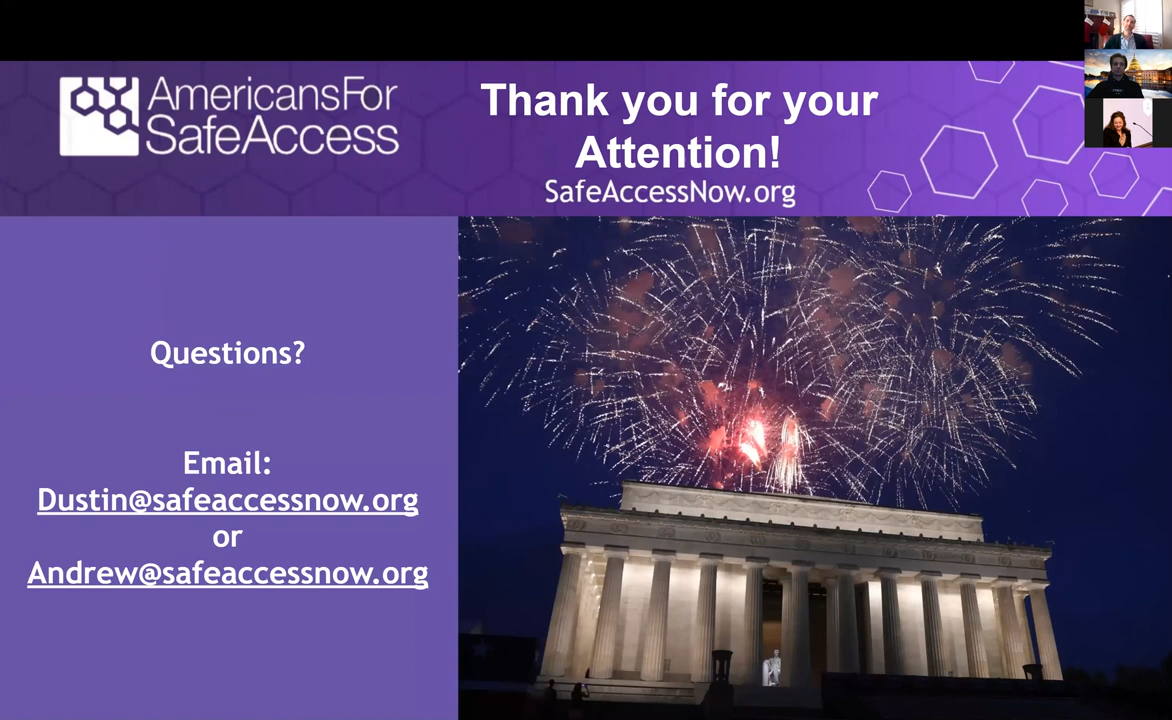 AmericansFor
SafeAccess
Thank you for your
Attention!
SafeAccessNow.org
Questions?
Email:
Dustin@safeaccessnow.org
or
Andrew@safeaccessnow.org